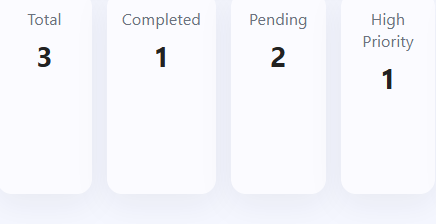 Total
3
Completed
1
Pending
2
High
Priority
1